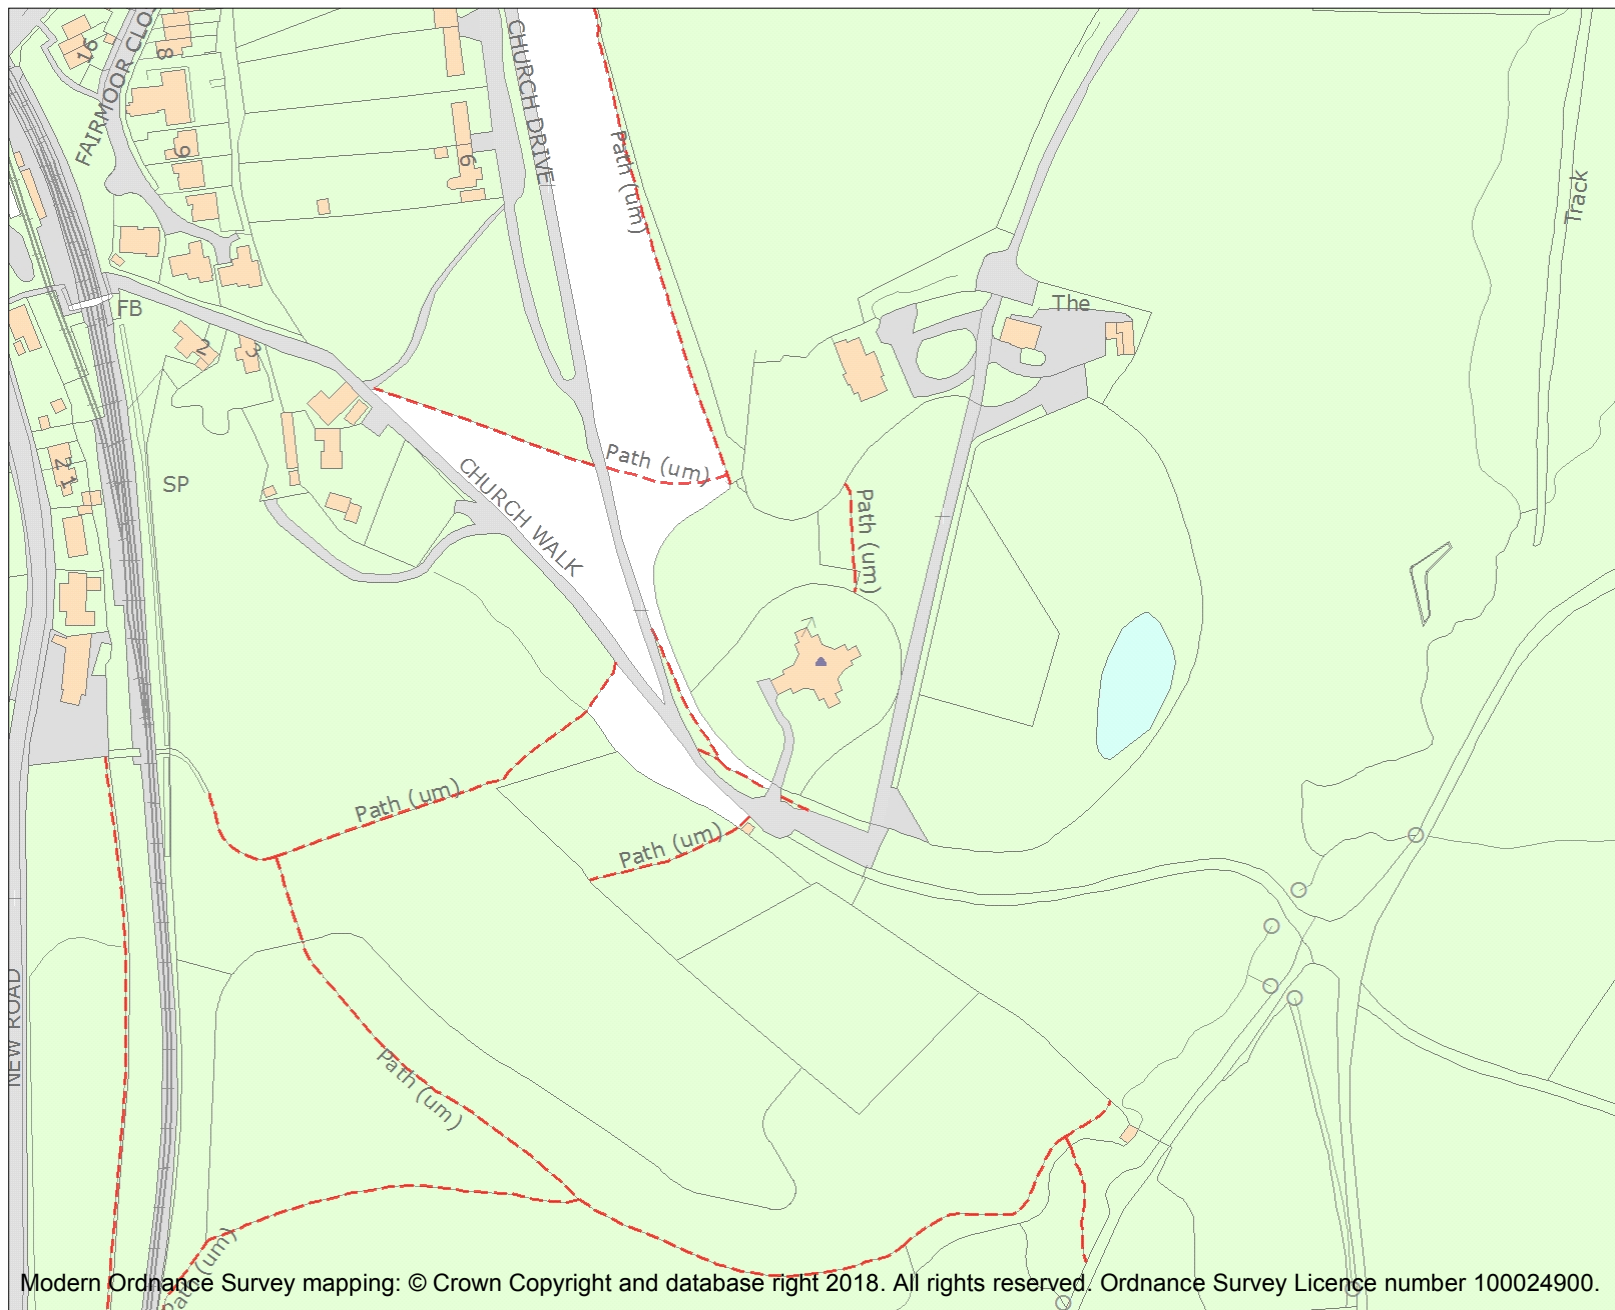 16
FAIRMOOR CLOS
8
9
CHURCH DRIVE
6
Path (um)
Track
FB
2
3
The
21
SP
Path (um)
CHURCH WALK
Path (um)
Path (um)
Path (um)
NEW ROAD
Path (um)
Path (um)
Modern Ordnance Survey mapping: © Crown Copyright and database right 2018. All rights reserved. Ordnance Survey Licence number 100024900.